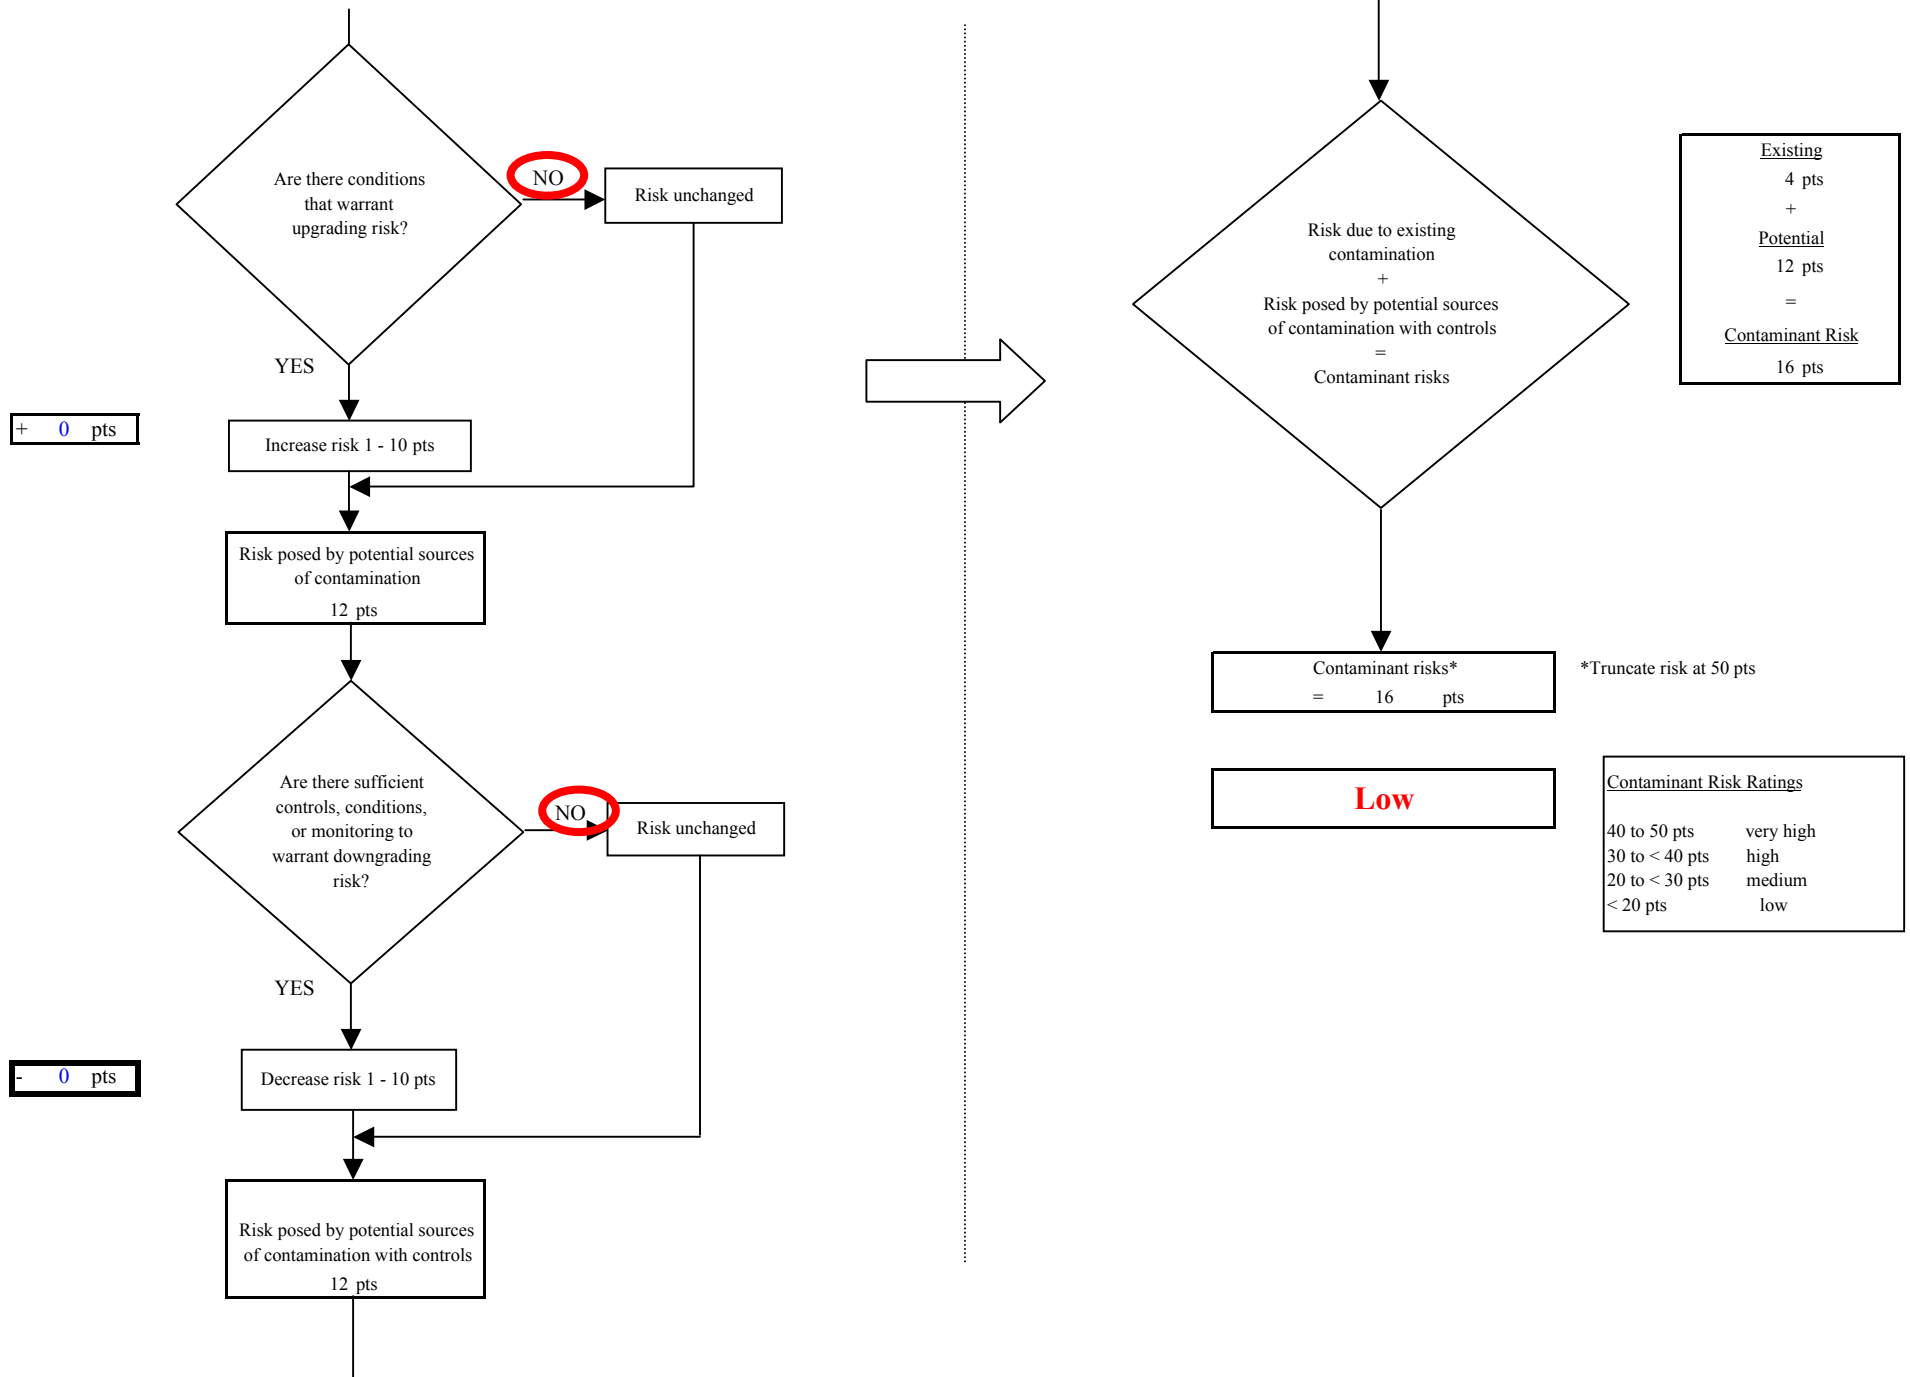 Are there conditions
that warrant
upgrading risk?
NO
Risk unchanged
YES
+ 0 pts
Increase risk 1 - 10 pts
Risk posed by potential sources
of contamination
12 pts
Are there sufficient
controls, conditions,
or monitoring to
warrant downgrading
risk?
NO
Risk unchanged
YES
- 0 pts
Decrease risk 1 - 10 pts
Risk posed by potential sources
of contamination with controls
12 pts
Risk due to existing
contamination
+
Risk posed by potential sources
of contamination with controls
=
Contaminant risks
Existing
4 pts
+
Potential
12 pts
=
Contaminant Risk
16 pts
Contaminant risks*
= 16 pts
*Truncate risk at 50 pts
Low
Contaminant Risk Ratings
40 to 50 pts very high
30 to < 40 pts high
20 to < 30 pts medium
< 20 pts low